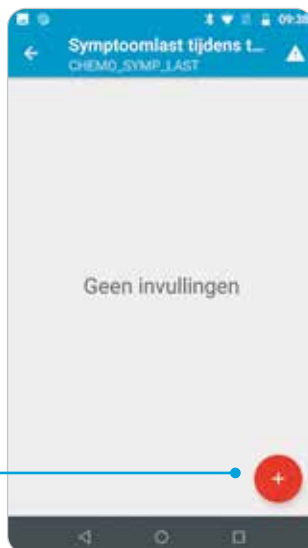 09:38
Symptoomlast tijdens t...
CHEMO_SYMP_LAST
Geen invullingen
+